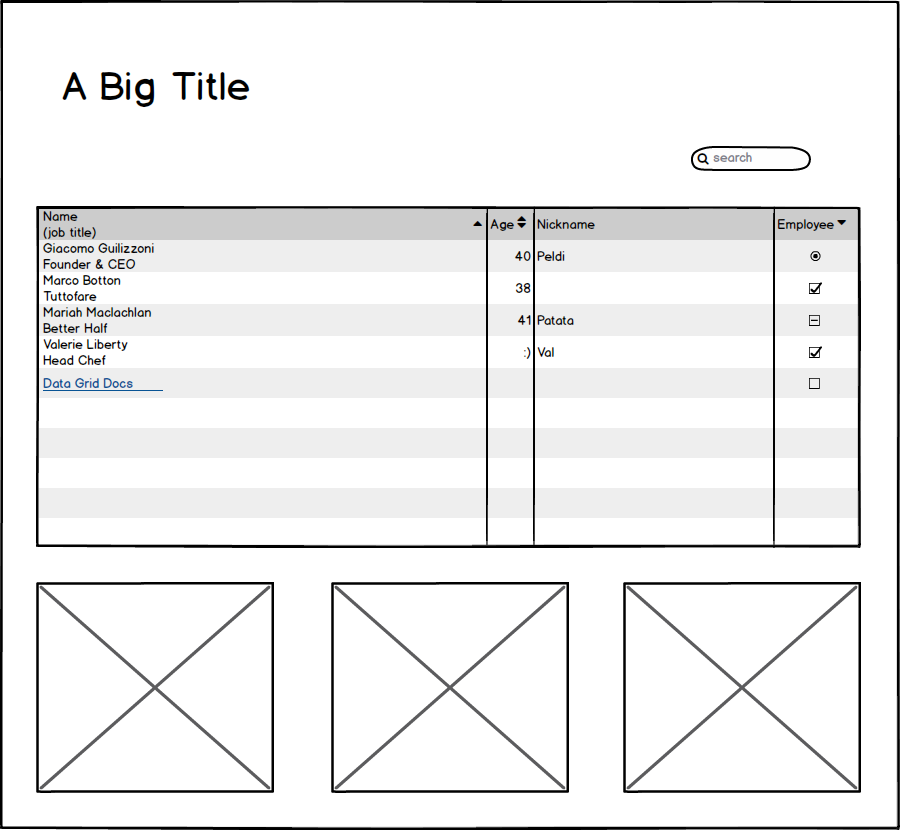 A Big Title
search
Name
(job title)
Age
Nickname
Employee
Giacomo Guilizzoni
Founder & CEO
40
Peldi
Marco Botton
Tuttofare
38
Mariah Maclachlan
Better Half
41
Patata
Valerie Liberty
Head Chef
:)
Val
Data Grid Docs